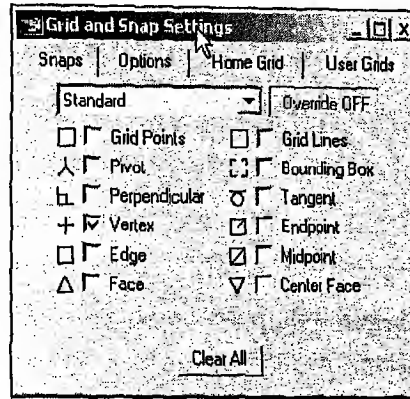 Grid and Snap Settings
Snaps Options Home Grid User Grids
Standard Override OFF
Grid Points Grid Lines
Pivot Bounding Box
Perpendicular Tangent
Vertex Endpoint
Edge Midpoint
Face Center Face
Clear All